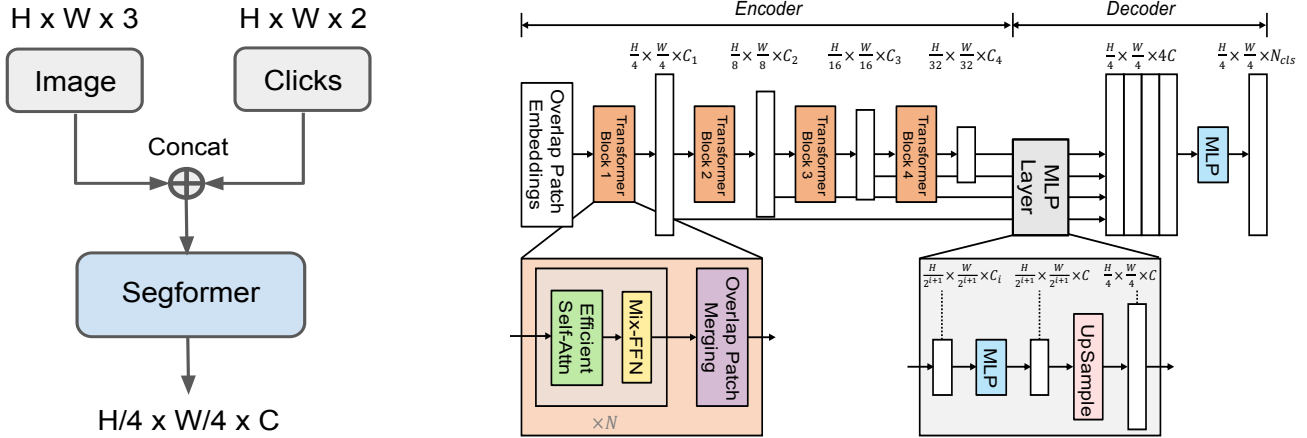 H x W x 3
H x W x 2
Image
Clicks
Concat
Segformer
H/4 x W/4 x C
Encoder
Decoder
H/4 × W/4 × C₁
H/8 × W/8 × C₂
H/16 × W/16 × C₃
H/32 × W/32 × C₄
H/4 × W/4 × 4C
H/4 × W/4 × N_cls
Overlap Patch
Embeddings
Transformer
Block 1
Transformer
Block 2
Transformer
Block 3
Transformer
Block 4
MLP
Layer
MLP
Efficient
Self-Attn
Mix-FFN
×N
Overlap Patch
Merging
H/2^{i+1} × W/2^{i+1} × C_i
H/2^{i+1} × W/2^{i+1} × C
H/4 × W/4 × C
MLP
UpSample